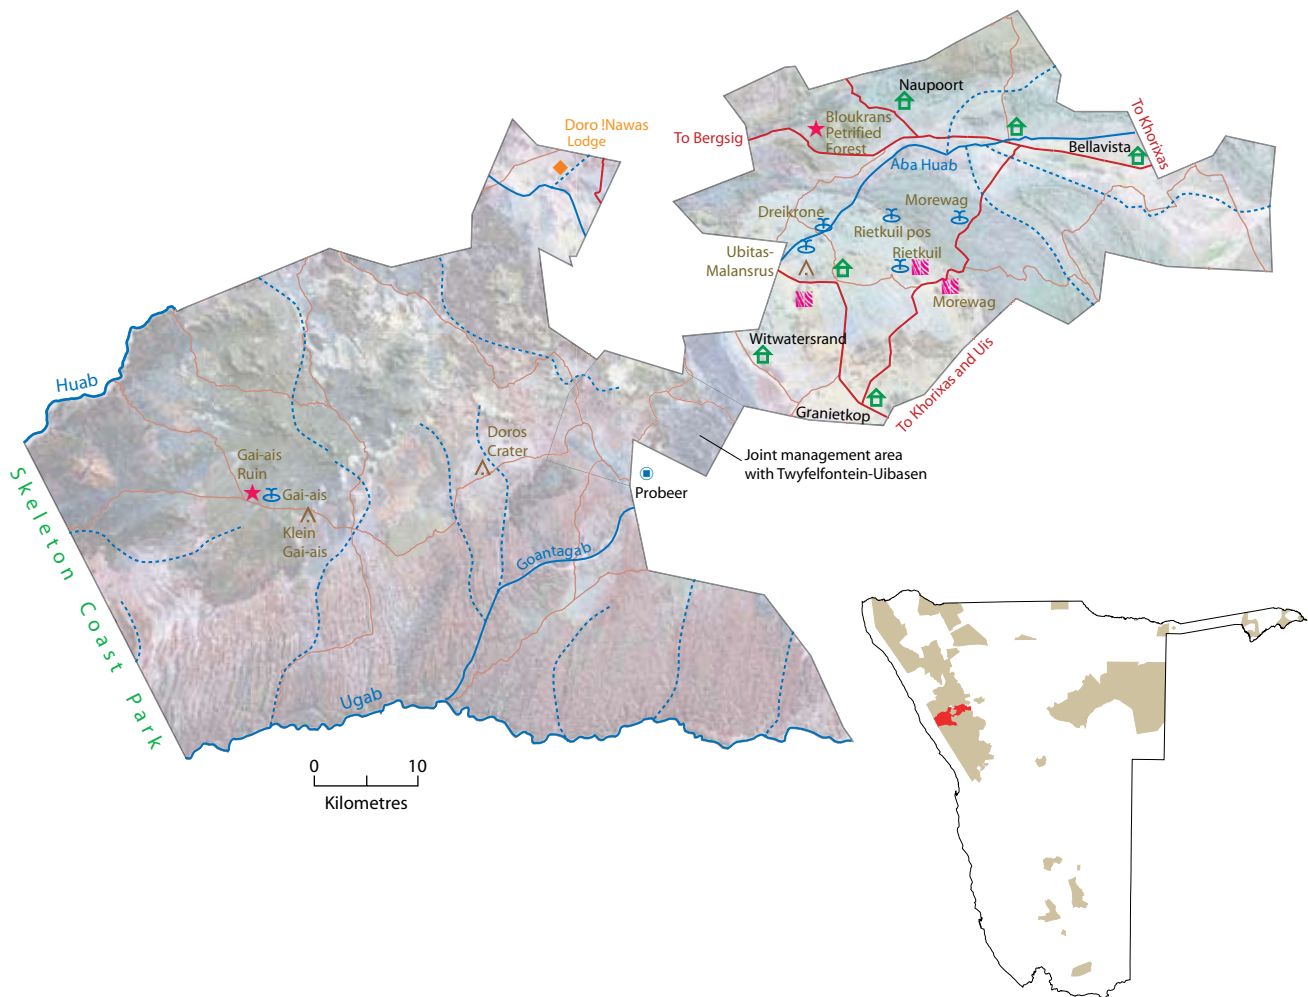 Naupoort
To Khorixas
Doro !Nawas
Lodge
Bloukrans
Petrified
Forest
To Bergsig
Bellavista
Aba Huab
Morewag
Dreikrone
Rietkuil pos
Ubitas-
Malansrus
Rietkuil
Morewag
Witwatersrand
To Khorixas and Uis
Granietkop
Huab
Doros
Crater
Gai-ais
Ruin
Gai-ais
Klein
Gai-ais
Joint management area
with Twyfelfontein-Uibasen
Probeer
Goantagab
Skeleton Coast Park
Ugab
0 10
Kilometres